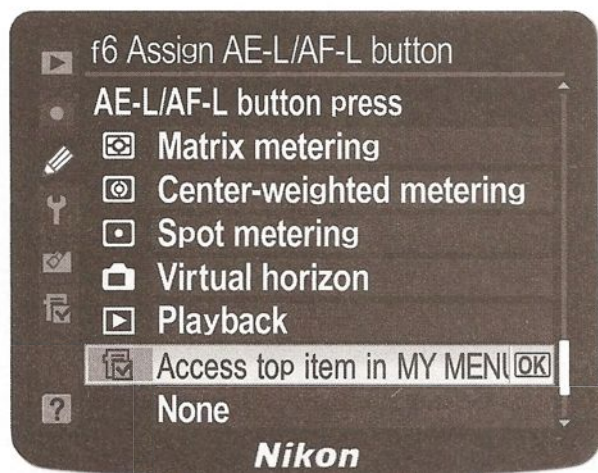 f6 Assign AE-L/AF-L button
AE-L/AF-L button press
Matrix metering
Center-weighted metering
Spot metering
Virtual horizon
Playback
Access top item in MY MENU OK
?
None
Nikon